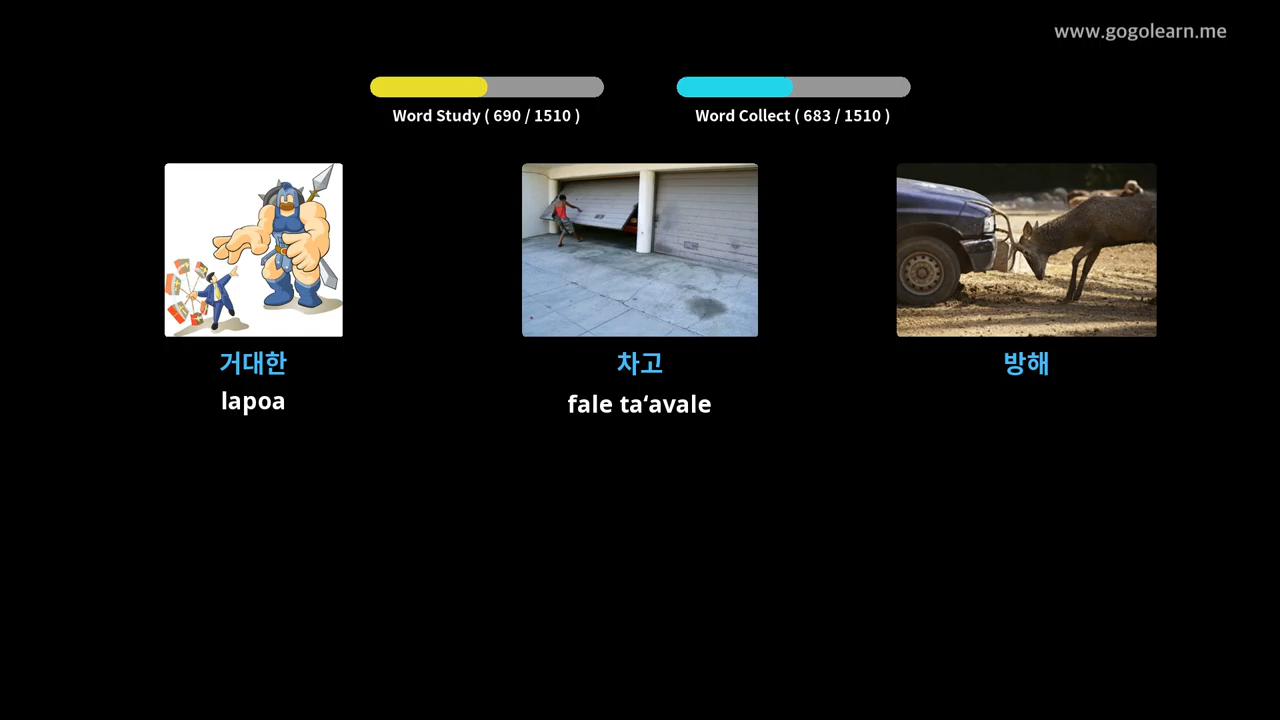 www.gogolearn.me
Word Study ( 690 / 1510 )
Word Collect ( 683 / 1510 )
거대한
차고
방해
lapoa
fale ta‘avale